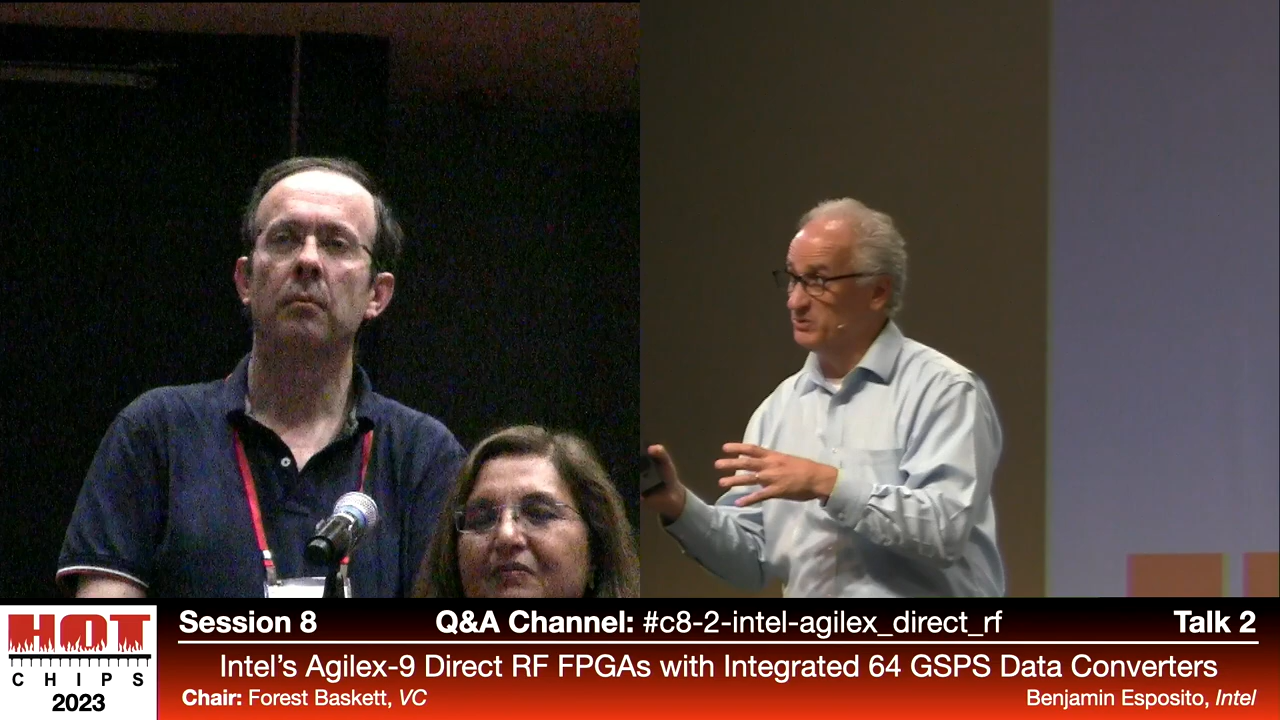 Session 8
Q&A Channel: #c8-2-intel-agilex_direct_rf
Talk 2
Intel's Agilex-9 Direct RF FPGAs with Integrated 64 GSPS Data Converters
Chair: Forest Baskett, VC
Benjamin Esposito, Intel
HOT
CHIPS
2023